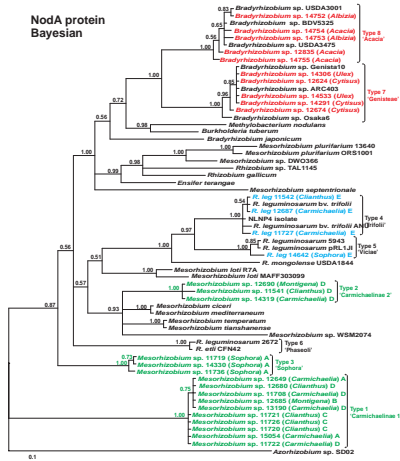 NodA protein
Bayesian
Bradyrhizobium sp. USDA3001
Bradyrhizobium sp. 14752 (Albizia)
Bradyrhizobium sp. BDV5325
Bradyrhizobium sp. 14754 (Acacia)
Bradyrhizobium sp. 14753 (Albizia)
Bradyrhizobium sp. USDA3475
Bradyrhizobium sp. 12835 (Acacia)
Bradyrhizobium sp. 14755 (Acacia)
Type 8
'Acacia'
Bradyrhizobium sp. Genista10
Bradyrhizobium sp. 14306 (Ulex)
Bradyrhizobium sp. 12624 (Cytisus)
Bradyrhizobium sp. ARC403
Bradyrhizobium sp. 14533 (Ulex)
Bradyrhizobium sp. 14291 (Cytisus)
Bradyrhizobium sp. 12674 (Cytisus)
Bradyrhizobium sp. Osaka6
Type 7
'Genisteae'
Methylobacterium nodulans
Burkholderia tuberum
Bradyrhizobium japonicum
Mesorhizobium plurifarium 13640
Mesorhizobium plurifarium ORS1001
Mesorhizobium sp. DWO366
Rhizobium sp. TAL1145
Rhizobium gallicum
Ensifer terangae
Mesorhizobium septentrionale
R. leg 11542 (Clianthus) E
R. leguminosarum bv. trifolii
R. leg 12687 (Carmichaelia) E
NLNP4 isolate
R. leguminosarum bv. trifolii ANU
R. leg 11727 (Carmichaelia) E
Type 4
'Trifolii'
R. leguminosarum 5943
R. leguminosarum pRL1JI
R. leg 14642 (Sophora) E
Type 5
'Viciae'
R. mongolense USDA1844
Mesorhizobium loti R7A
Mesorhizobium loti MAFF303099
Mesorhizobium sp. 12690 (Montigena) D
Mesorhizobium sp. 11541 (Clianthus) D
Mesorhizobium sp. 14319 (Carmichaelia) D
Type 2
'Carmichaelinae 2'
Mesorhizobium ciceri
Mesorhizobium mediterraneum
Mesorhizobium temperatum
Mesorhizobium tianshanense
Mesorhizobium sp. WSM2074
R. leguminosarum 2672
R. etli CFN42
Type 6
'Phaseoli'
Mesorhizobium sp. 11719 (Sophora) A
Mesorhizobium sp. 14330 (Sophora) A
Mesorhizobium sp. 11736 (Sophora) A
Type 3
'Sophora'
Mesorhizobium sp. 12649 (Carmichaelia) A
Mesorhizobium sp. 12680 (Clianthus) D
Mesorhizobium sp. 11708 (Carmichaelia) D
Mesorhizobium sp. 12685 (Montigena) B
Mesorhizobium sp. 13190 (Carmichaelia) D
Mesorhizobium sp. 11721 (Clianthus) C
Mesorhizobium sp. 11726 (Clianthus) C
Mesorhizobium sp. 11720 (Clianthus) C
Mesorhizobium sp. 15054 (Carmichaelia) A
Mesorhizobium sp. 11722 (Carmichaelia) D
Type 1
'Carmichaelinae 1'
Azorhizobium sp. SD02
0.1